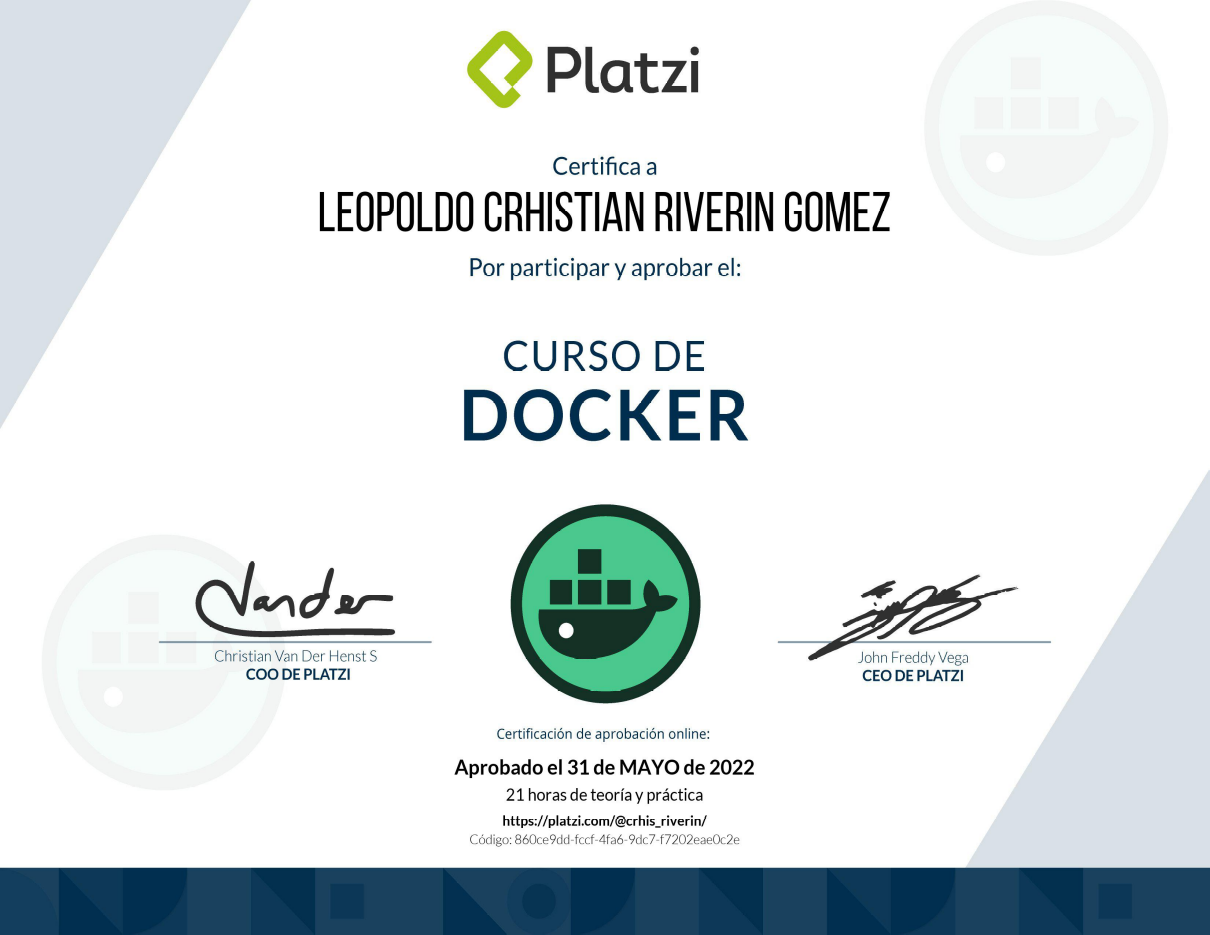 Platzi
Certifica a
LEOPOLDO CRHISTIAN RIVERIN GOMEZ
Por participar y aprobar el:
CURSO DE
DOCKER
Vander
Christian Van Der Henst S
COO DE PLATZI
John Freddy Vega
CEO DE PLATZI
Certificación de aprobación online:
Aprobado el 31 de MAYO de 2022
21 horas de teoría y práctica
https://platzi.com/@crhis_riverin/
Código: 860ce9dd-fccf-4fa6-9dc7-f7202eae0c2e